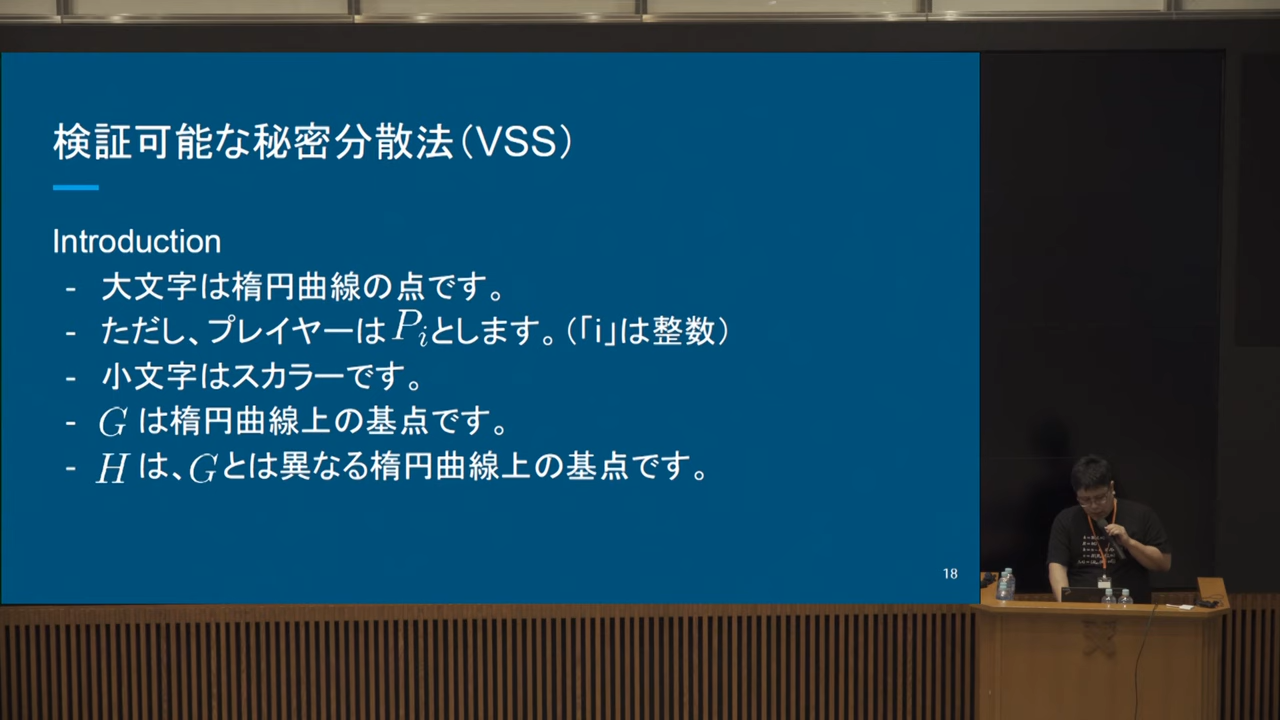 検証可能な秘密分散法(VSS)
Introduction
- 大文字は楕円曲線の点です。
- ただし、プレイヤーは P_i とします。(「i」は整数)
- 小文字はスカラーです。
- G は楕円曲線上の基点です。
- H は、G とは異なる楕円曲線上の基点です。
18